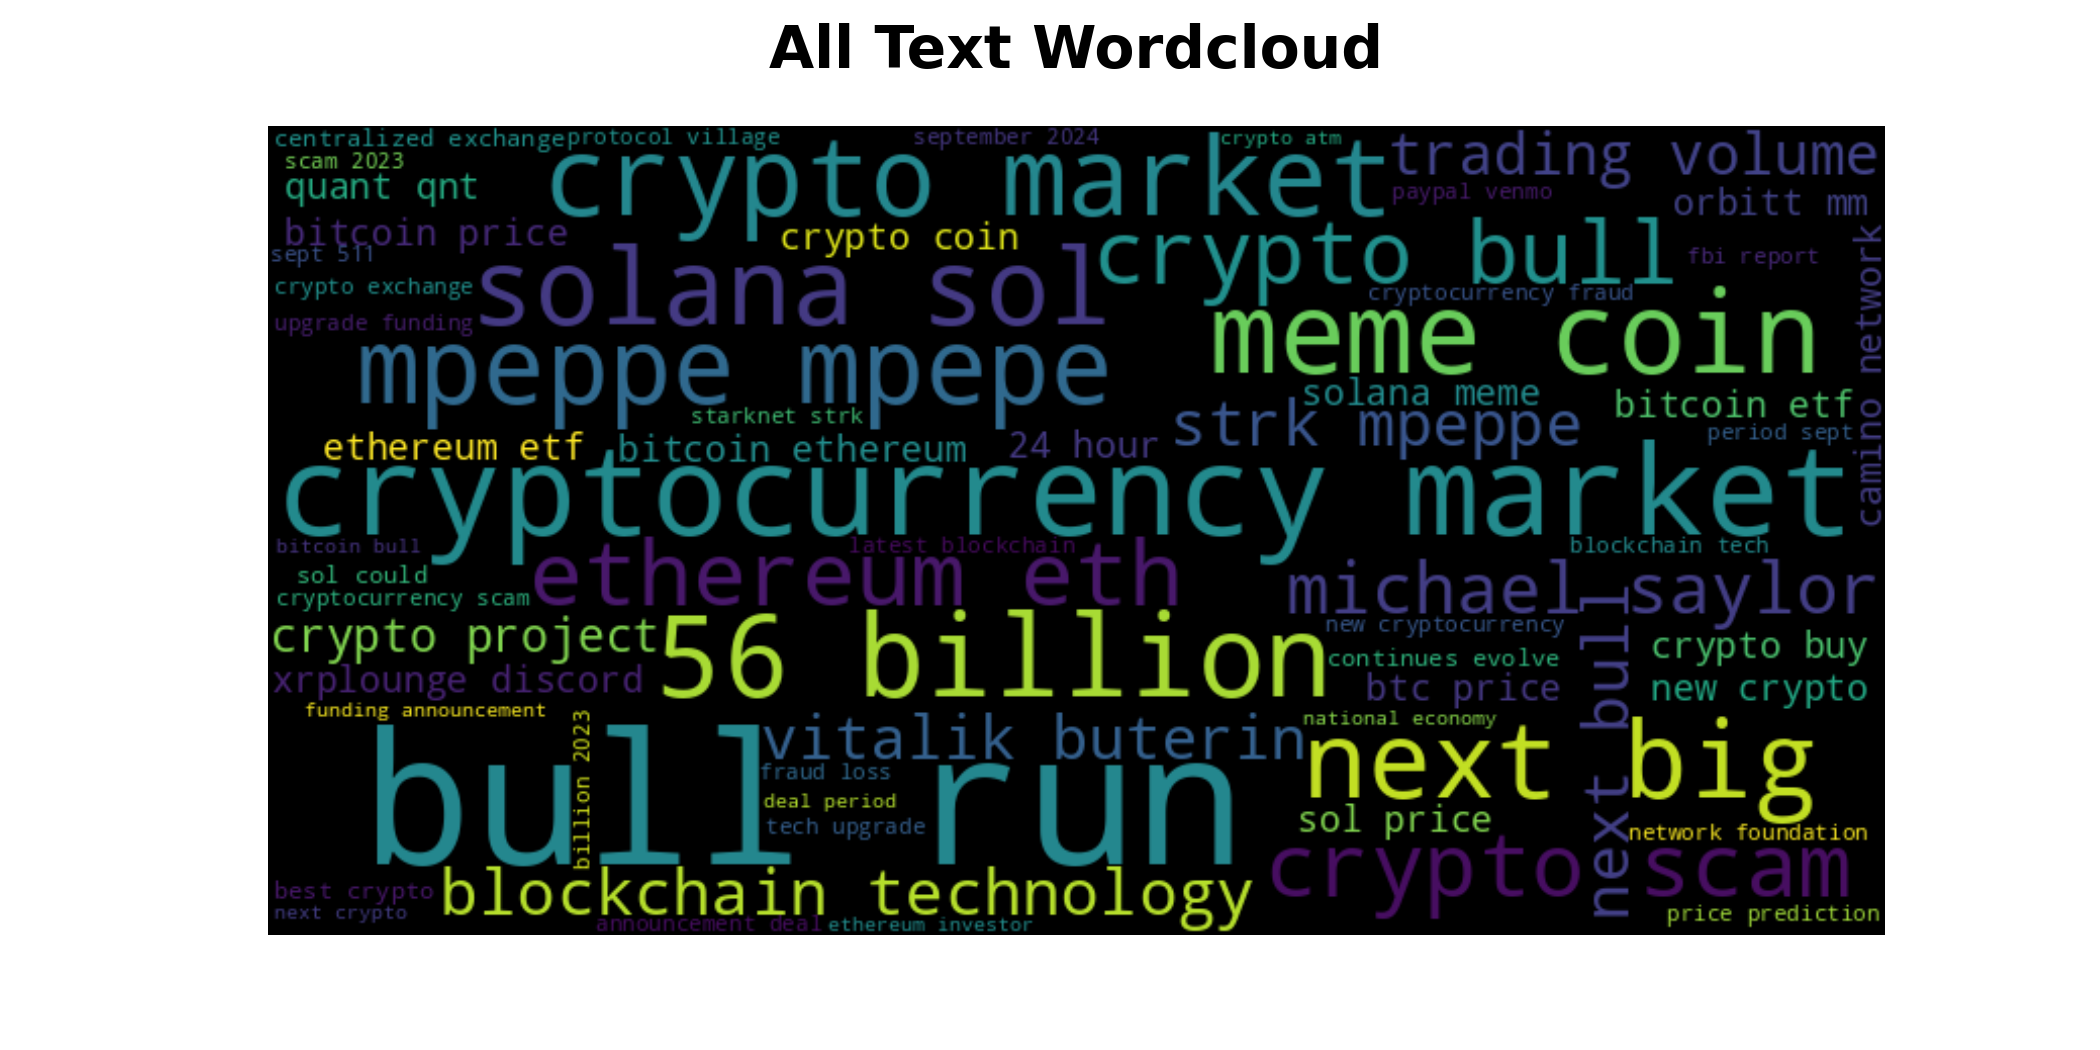 All Text Wordcloud
centralized exchange
protocol village
september 2024
crypto atm
trading volume
scam 2023
crypto market
quant qnt
paypal venmo
orbitt mm
bitcoin price
crypto coin
crypto bull
sept 511
fbi report
camino network
crypto exchange
solana sol
cryptocurrency fraud
upgrade funding
meme coin
mpeppe mpepe
solana meme
bitcoin etf
starknet strk
strk mpeppe
period sept
ethereum etf
bitcoin ethereum
24 hour
cryptocurrency market
bitcoin bull
latest blockchain
blockchain tech
sol could
ethereum eth
michael saylor
cryptocurrency scam
crypto project
56 billion
new cryptocurrency
next bull
crypto buy
continues evolve
xrplounge discord
btc price
new crypto
funding announcement
billion 2023
national economy
vitalik buterin
bull run
next big
fraud loss
deal period
tech upgrade
sol price
network foundation
crypto scam
best crypto
blockchain technology
next crypto
price prediction
announcement deal
ethereum investor